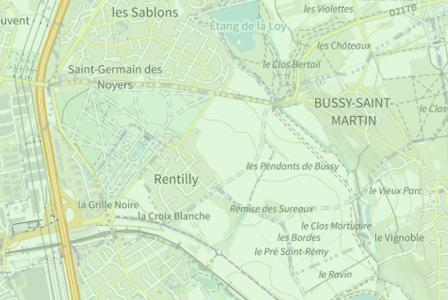 les Sablons
les Violettes
D217B
Étang de la Loy
les Châteaux
le Clos Bertail
Saint-Germain des
Noyers
BUSSY-SAINT-
MARTIN
le Clos
les Pendants de Bussy
Rentilly
le Vieux Parc
la Grille Noire
la Croix Blanche
Remise des Sureaux
le Clos Mortuaire
les Bordes
le Vignoble
le Pré Saint-Rémy
le Ravin